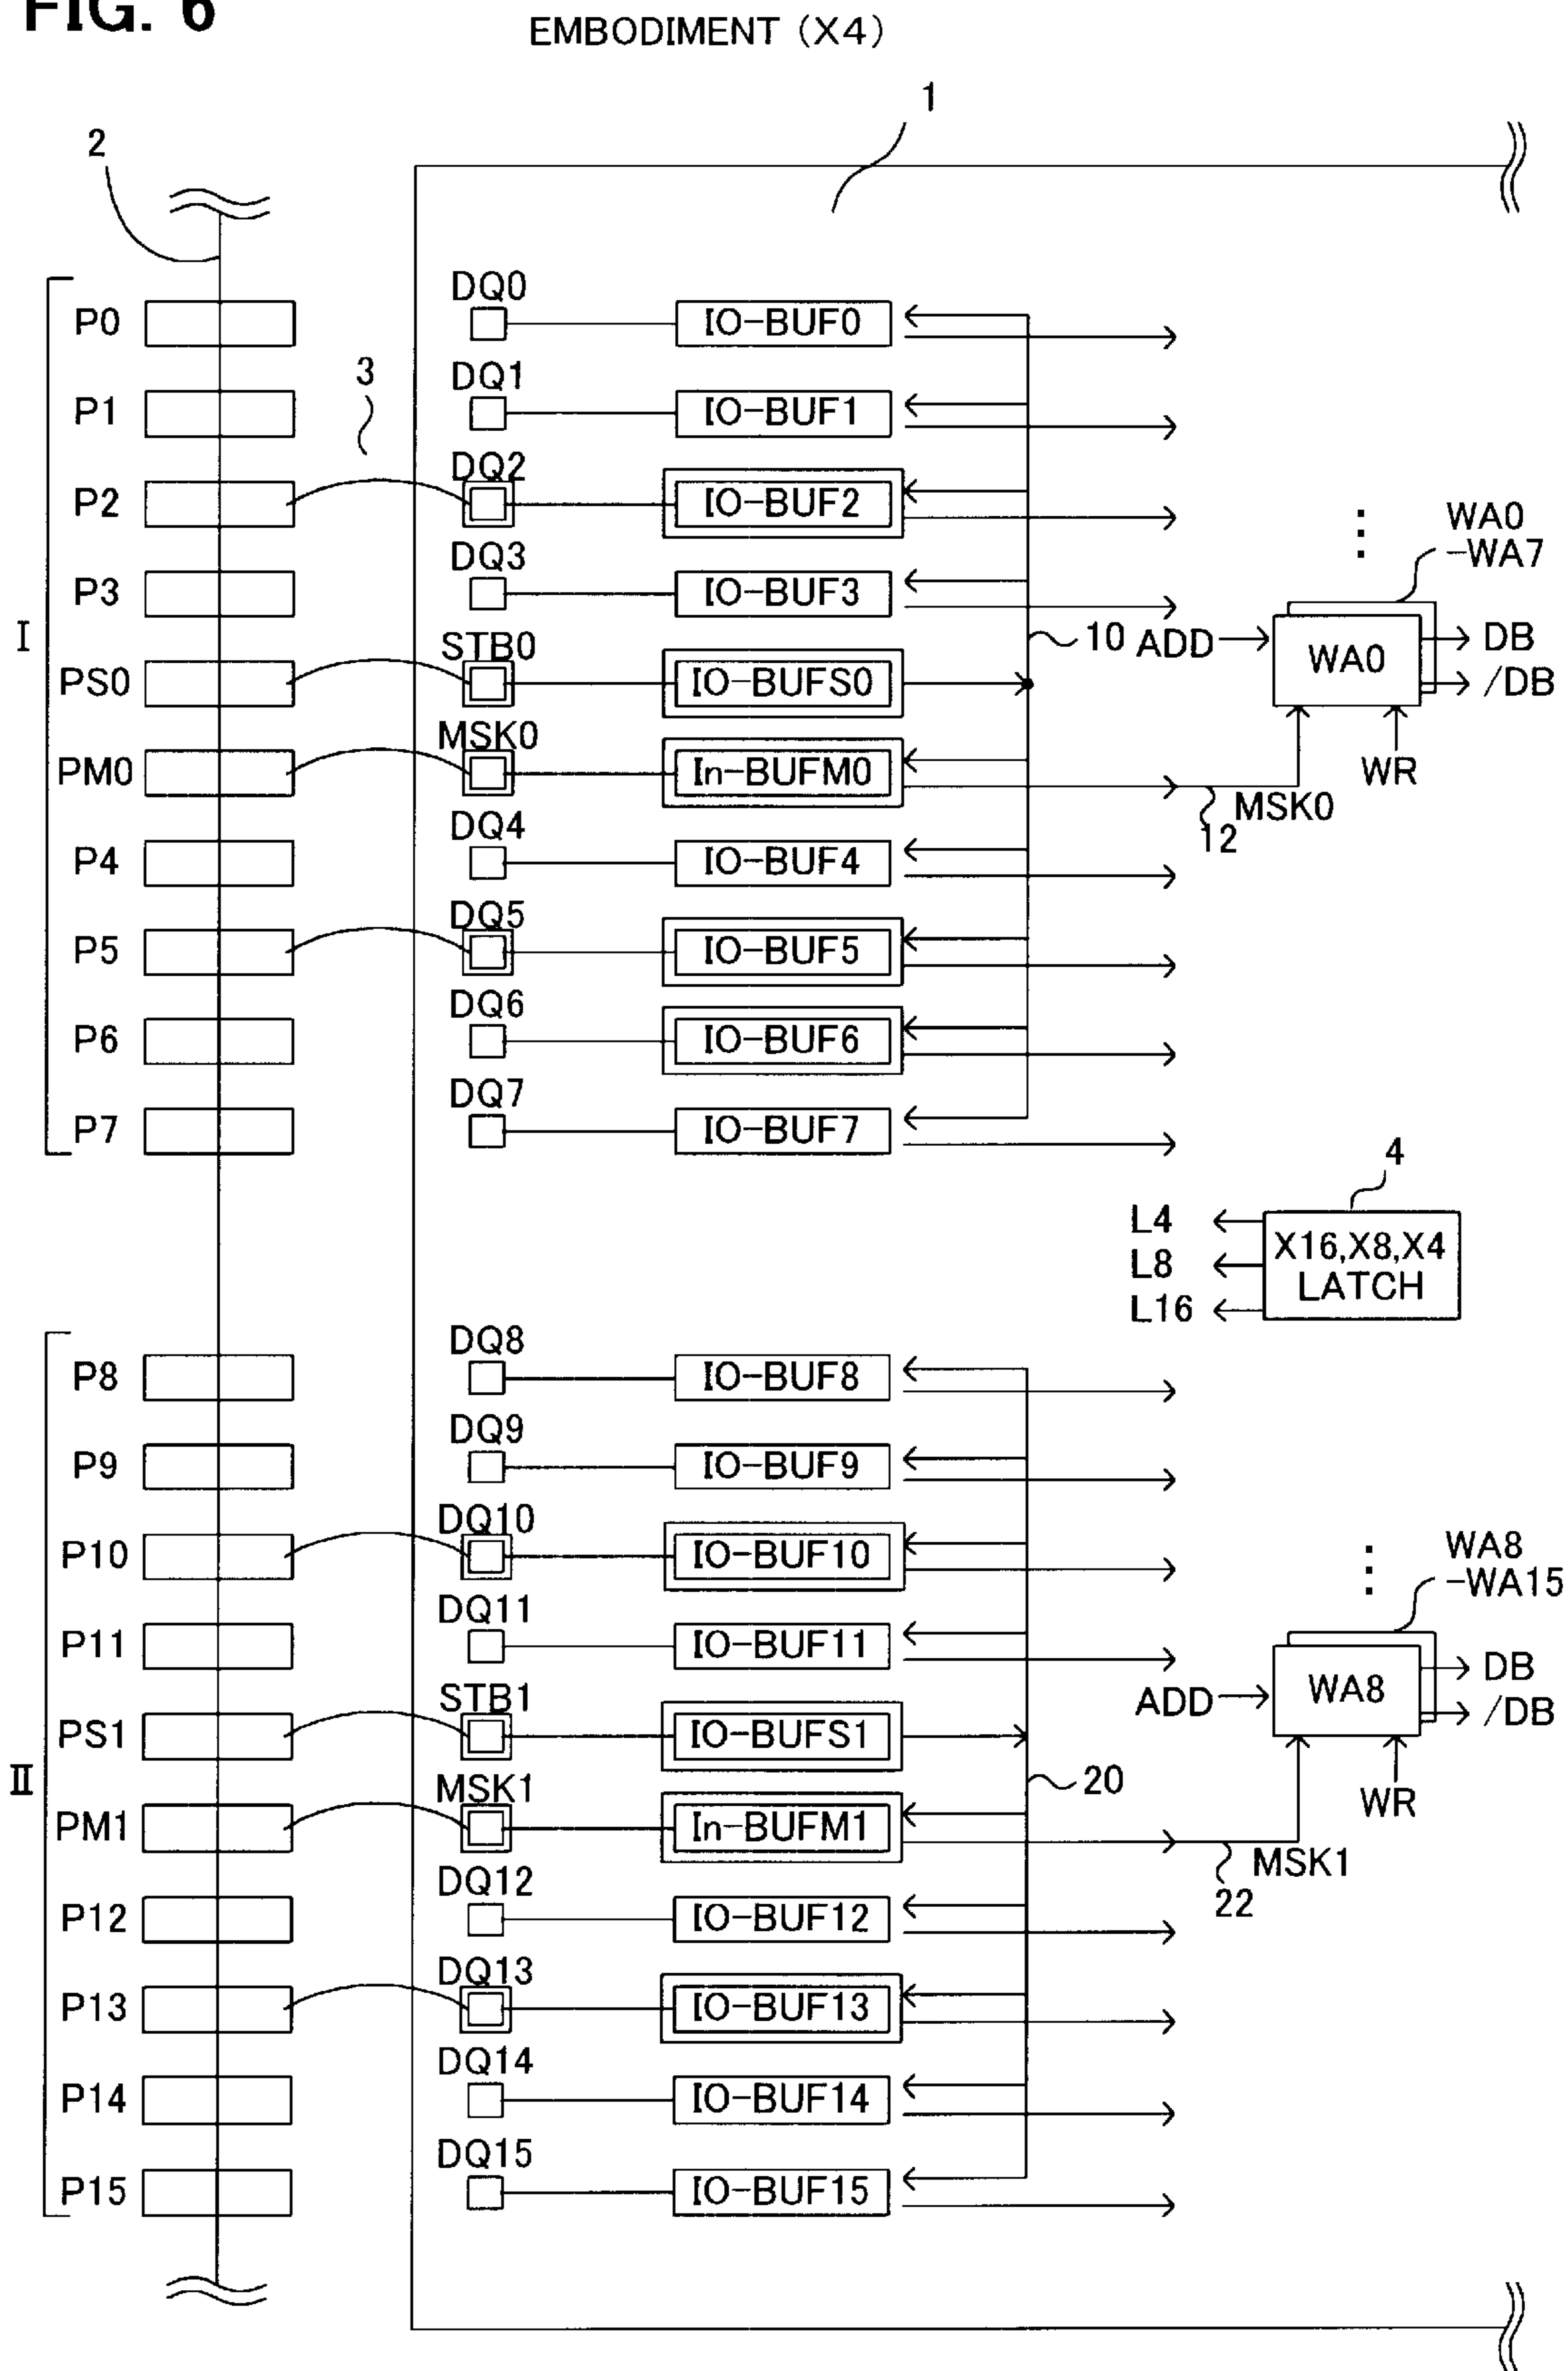 FIG. 6
EMBODIMENT (X4)
1
2
I
P0
DQ0
IO-BUF0
3
P1
DQ1
IO-BUF1
P2
DQ2
IO-BUF2
WA0
-WA7
P3
DQ3
IO-BUF3
10
ADD
WA0
DB
/DB
PS0
STB0
IO-BUFS0
PM0
MSK0
In-BUFM0
WR
MSK0
12
P4
DQ4
IO-BUF4
P5
DQ5
IO-BUF5
P6
DQ6
IO-BUF6
P7
DQ7
IO-BUF7
4
L4
L8
L16
X16,X8,X4
LATCH
II
P8
DQ8
IO-BUF8
P9
DQ9
IO-BUF9
P10
DQ10
IO-BUF10
WA8
-WA15
P11
DQ11
IO-BUF11
ADD
WA8
DB
/DB
PS1
STB1
IO-BUFS1
20
WR
PM1
MSK1
In-BUFM1
MSK1
22
P12
DQ12
IO-BUF12
P13
DQ13
IO-BUF13
P14
DQ14
IO-BUF14
P15
DQ15
IO-BUF15